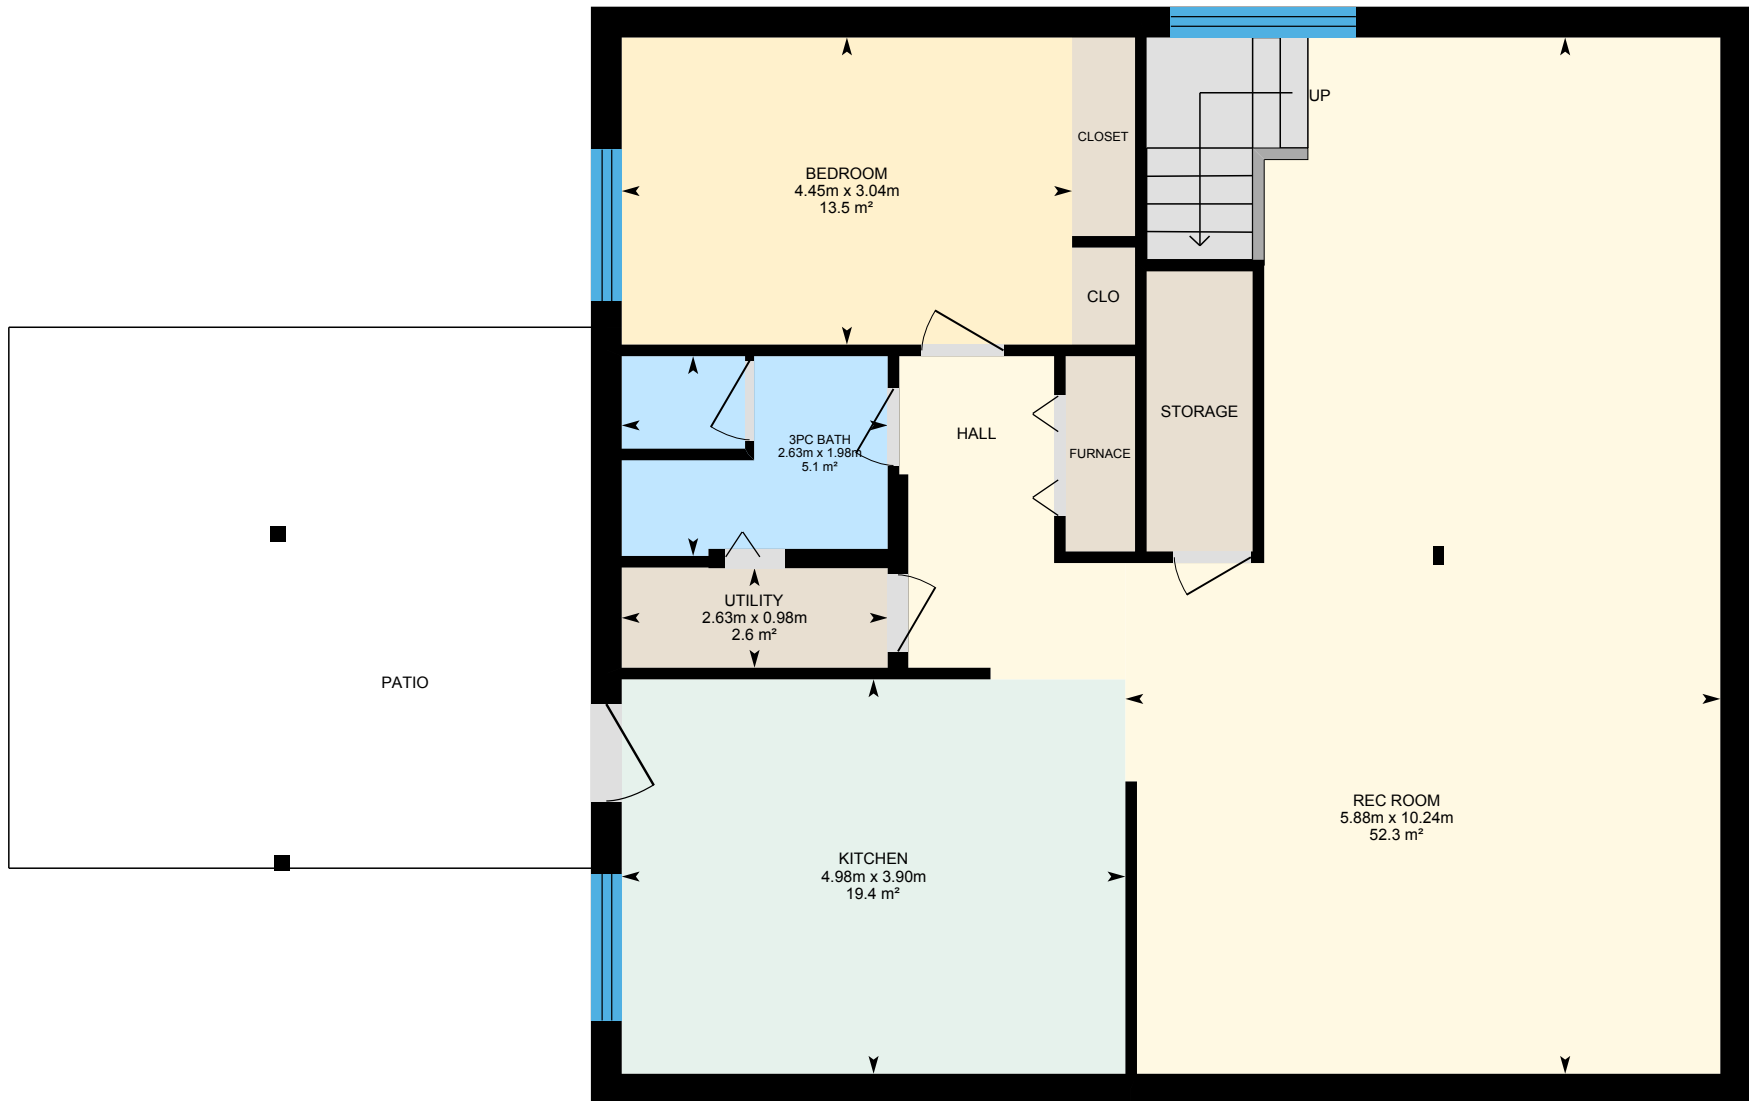 UP
CLOSET
BEDROOM
4.45m x 3.04m
13.5 m²
CLO
STORAGE
HALL
3PC BATH
2.63m x 1.98m
5.1 m²
FURNACE
UTILITY
2.63m x 0.98m
2.6 m²
PATIO
REC ROOM
5.88m x 10.24m
52.3 m²
KITCHEN
4.98m x 3.90m
19.4 m²